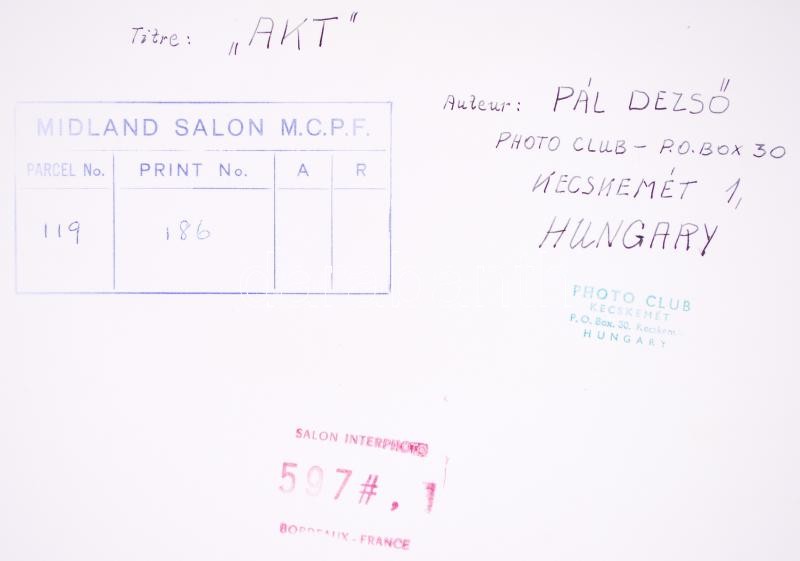 Titre: „AKT"
Auteur: PÁL DEZSŐ
PHOTO CLUB - P.O. BOX 30
KECSKEMÉT 1,
HUNGARY
MIDLAND SALON M.C.P.F.
PARCEL No. PRINT No. A R
119 186
PHOTO CLUB
KECSKEMÉT
P. O. Box. 30. Kecskem
HUNGARY
SALON INTERPHOTO
597#, 1
BORDEAUX - FRANCE